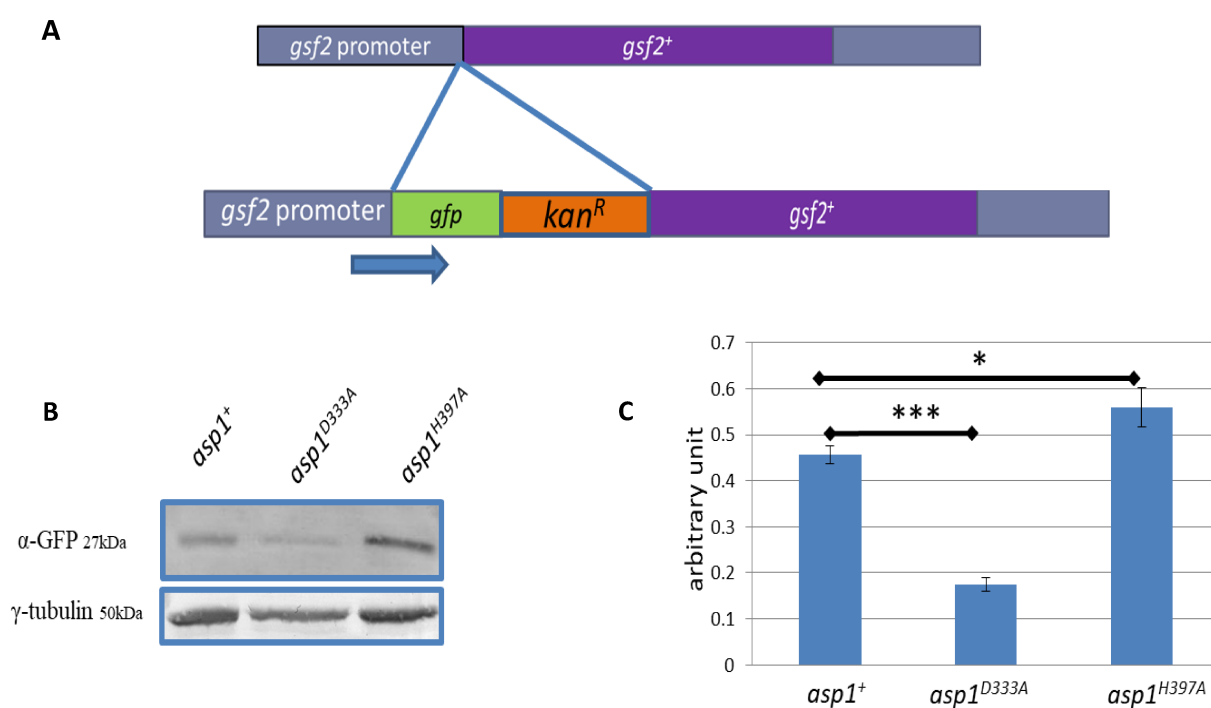 A
gsf2 promoter
gsf2⁺
gsf2 promoter
gfp
kanᴿ
gsf2⁺
B
asp1⁺
asp1ᴰ³³³ᴬ
asp1ᴴ³⁹⁷ᴬ
α-GFP 27kDa
γ-tubulin 50kDa
C
arbitrary unit
0.7
0.6
0.5
0.4
0.3
0.2
0.1
0
*
***
asp1⁺
asp1ᴰ³³³ᴬ
asp1ᴴ³⁹⁷ᴬ